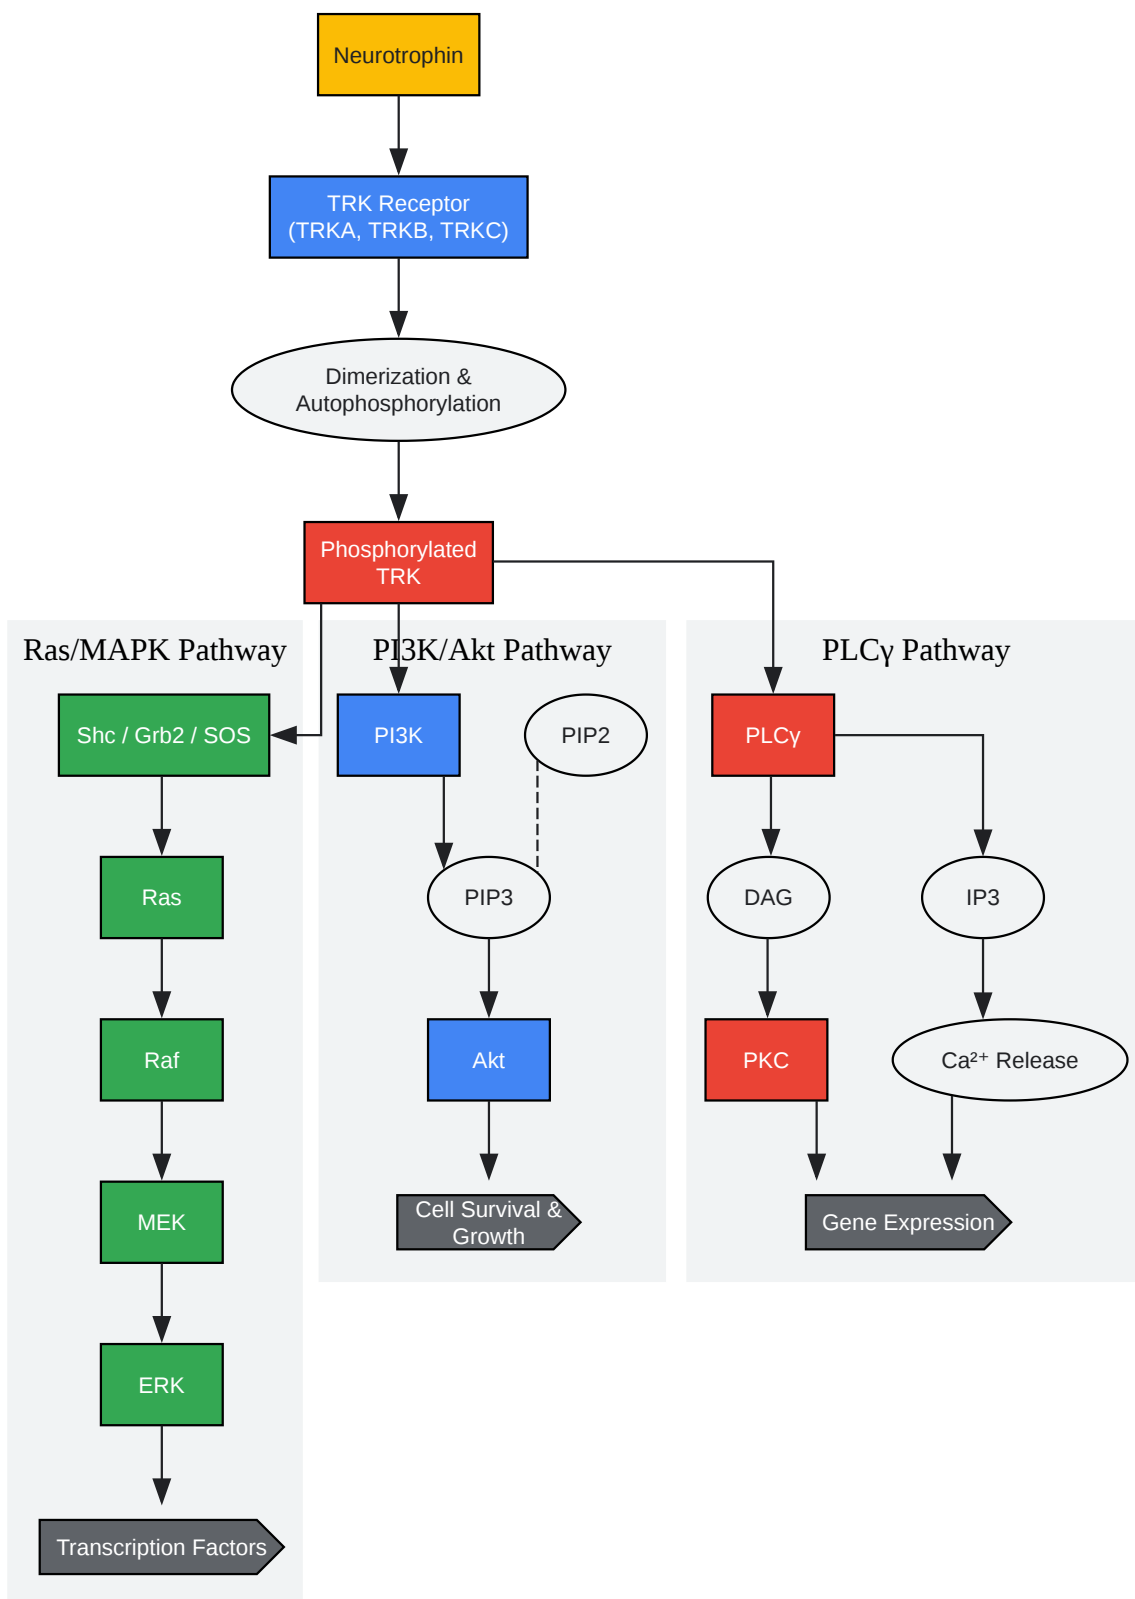 Neurotrophin
TRK Receptor
(TRKA, TRKB, TRKC)
Dimerization &
Autophosphorylation
Phosphorylated
TRK
Ras/MAPK Pathway
Shc / Grb2 / SOS
Ras
Raf
MEK
ERK
Transcription Factors
PI3K/Akt Pathway
PI3K
PIP2
PIP3
Akt
Cell Survival &
Growth
PLCγ Pathway
PLCγ
DAG
IP3
PKC
Ca²⁺ Release
Gene Expression